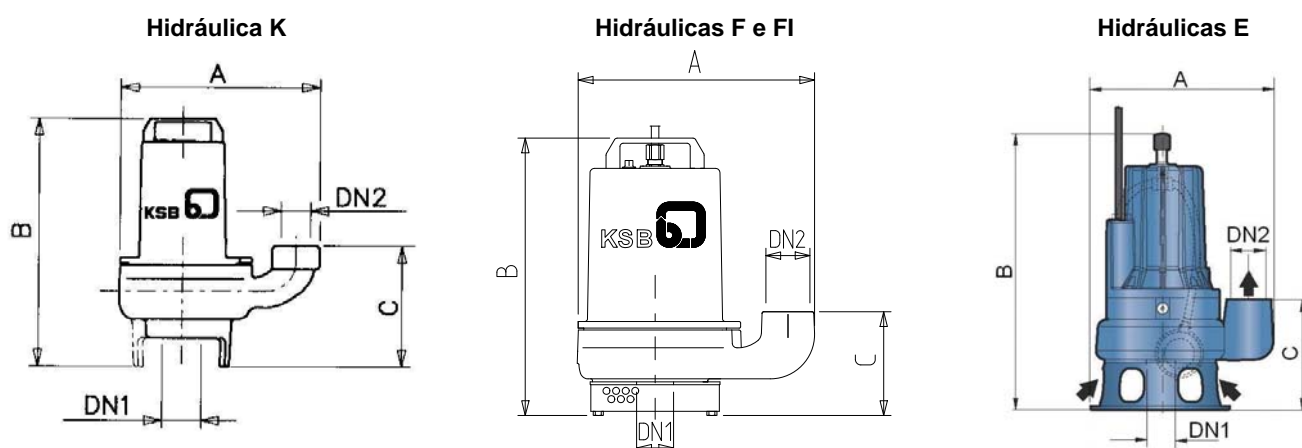 Hidráulica K
Hidráulicas F e FI
Hidráulicas E
A
B
KSB
DN2
C
DN1
A
B
KSB
DN2
C
DN1
A
B
DN2
C
DN1